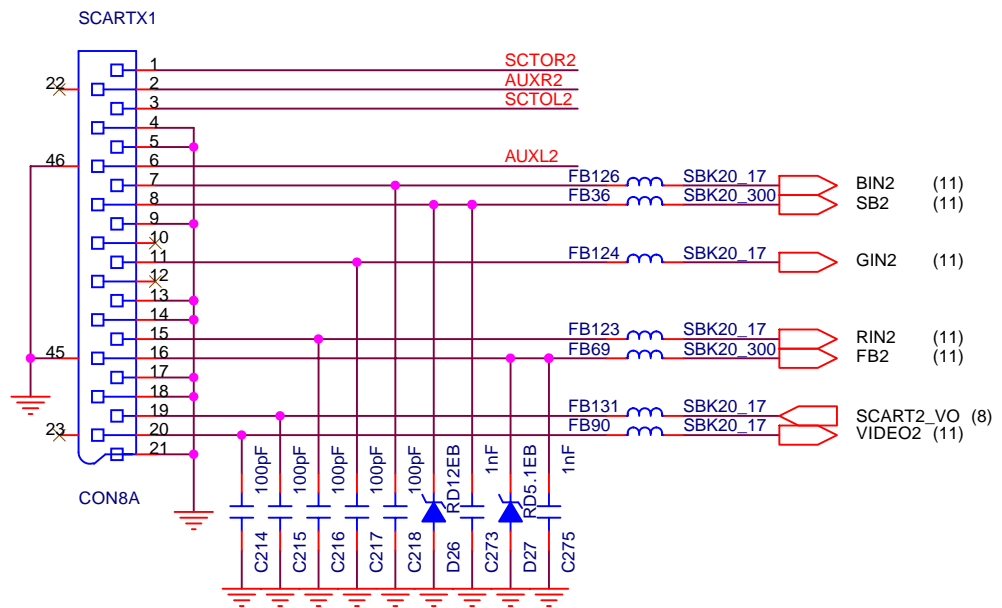 SCARTX1
1 SCTOR2
22 2 AUXR2
3 SCTOL2
4
5
46 6 AUXL2
7 FB126 SBK20_17 BIN2 (11)
8 FB36 SBK20_300 SB2 (11)
9
10
11 FB124 SBK20_17 GIN2 (11)
12
13
14
15 FB123 SBK20_17 RIN2 (11)
45 16 FB69 SBK20_300 FB2 (11)
17
18
19 FB131 SBK20_17 SCART2_VO (8)
23 20 FB90 SBK20_17 VIDEO2 (11)
21
CON8A
100pF 100pF 100pF 100pF 100pF RD12EB 1nF RD5.1EB 1nF
C214 C215 C216 C217 C218 D26 C273 D27 C275